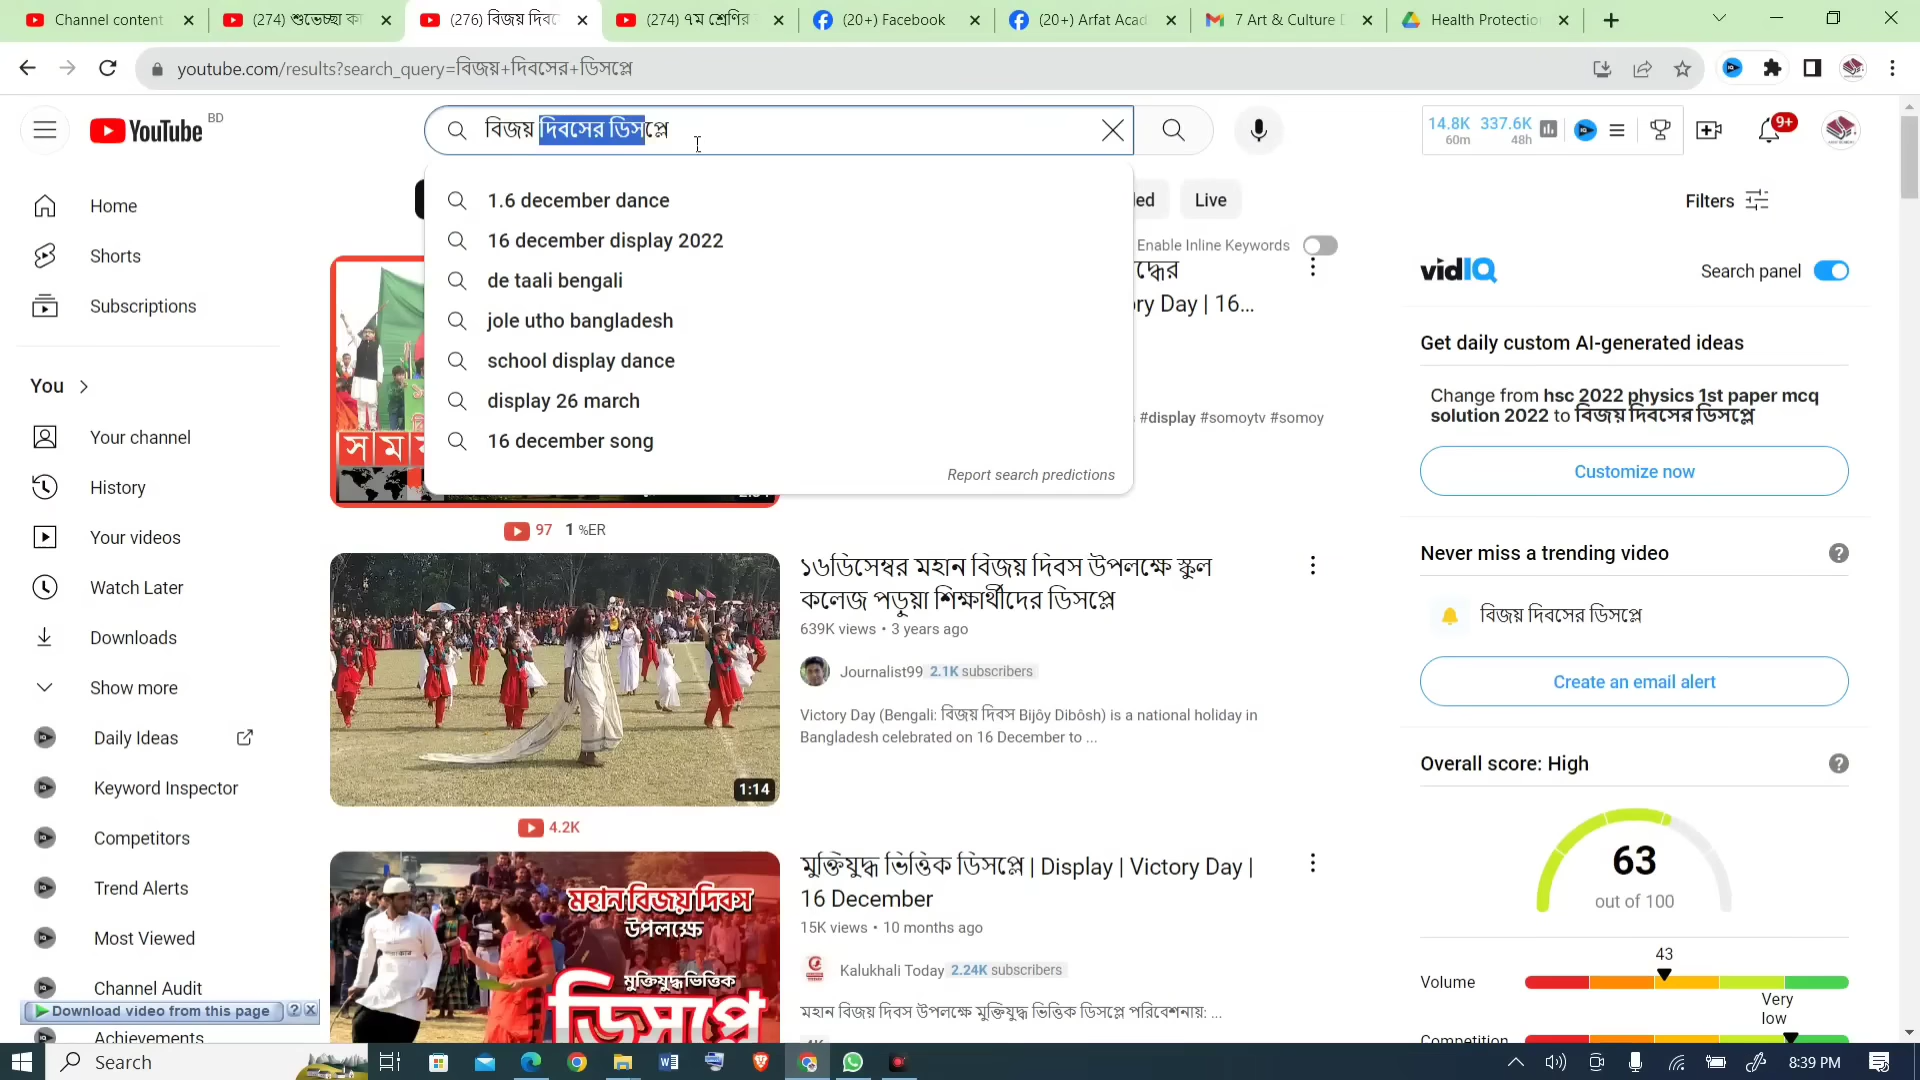 Channel content
(274) শুভেচ্ছা কা
(276) বিজয় দিবসে
(274) ৭ম শ্রেণির
(20+) Facebook
(20+) Arfat Acad
7 Art & Culture D
Health Protectio
youtube.com/results?search_query=বিজয়+দিবসের+ডিসপ্লে
YouTube BD
বিজয় দিবসের ডিসপ্লে
14.8K 337.6K
60m 48h
9+
1.6 december dance
16 december display 2022
de taali bengali
jole utho bangladesh
school display dance
display 26 march
16 december song
Report search predictions
Home
Shorts
Subscriptions
You
Your channel
History
Your videos
Watch Later
Downloads
Show more
Daily Ideas
Keyword Inspector
Competitors
Trend Alerts
Most Viewed
Channel Audit
Achievements
Download video from this page
Live
Filters
Enable Inline Keywords
ry Day | 16...
#display #somoytv #somoy
স ম
97 1 %ER
১৬ডিসেম্বর মহান বিজয় দিবস উপলক্ষে স্কুল
কলেজ পড়ুয়া শিক্ষার্থীদের ডিসপ্লে
639K views • 3 years ago
Journalist99 2.1K subscribers
Victory Day (Bengali: বিজয় দিবস Bijôy Dibôsh) is a national holiday in
Bangladesh celebrated on 16 December to ...
1:14
4.2K
মুক্তিযুদ্ধ ভিত্তিক ডিসপ্লে | Display | Victory Day |
16 December
15K views • 10 months ago
Kalukhali Today 2.24K subscribers
মহান বিজয় দিবস উপলক্ষে মুক্তিযুদ্ধ ভিত্তিক ডিসপ্লে পরিবেশনায়: ...
মহান বিজয় দিবস
উপলক্ষে
মুক্তিযুদ্ধ ভিত্তিক
ডিসপ্লে
vidIQ
Search panel
Get daily custom AI-generated ideas
Change from hsc 2022 physics 1st paper mcq
solution 2022 to বিজয় দিবসের ডিসপ্লে
Customize now
Never miss a trending video
বিজয় দিবসের ডিসপ্লে
Create an email alert
Overall score: High
63
out of 100
43
Volume
Very
low
Competition
Search
8:39 PM